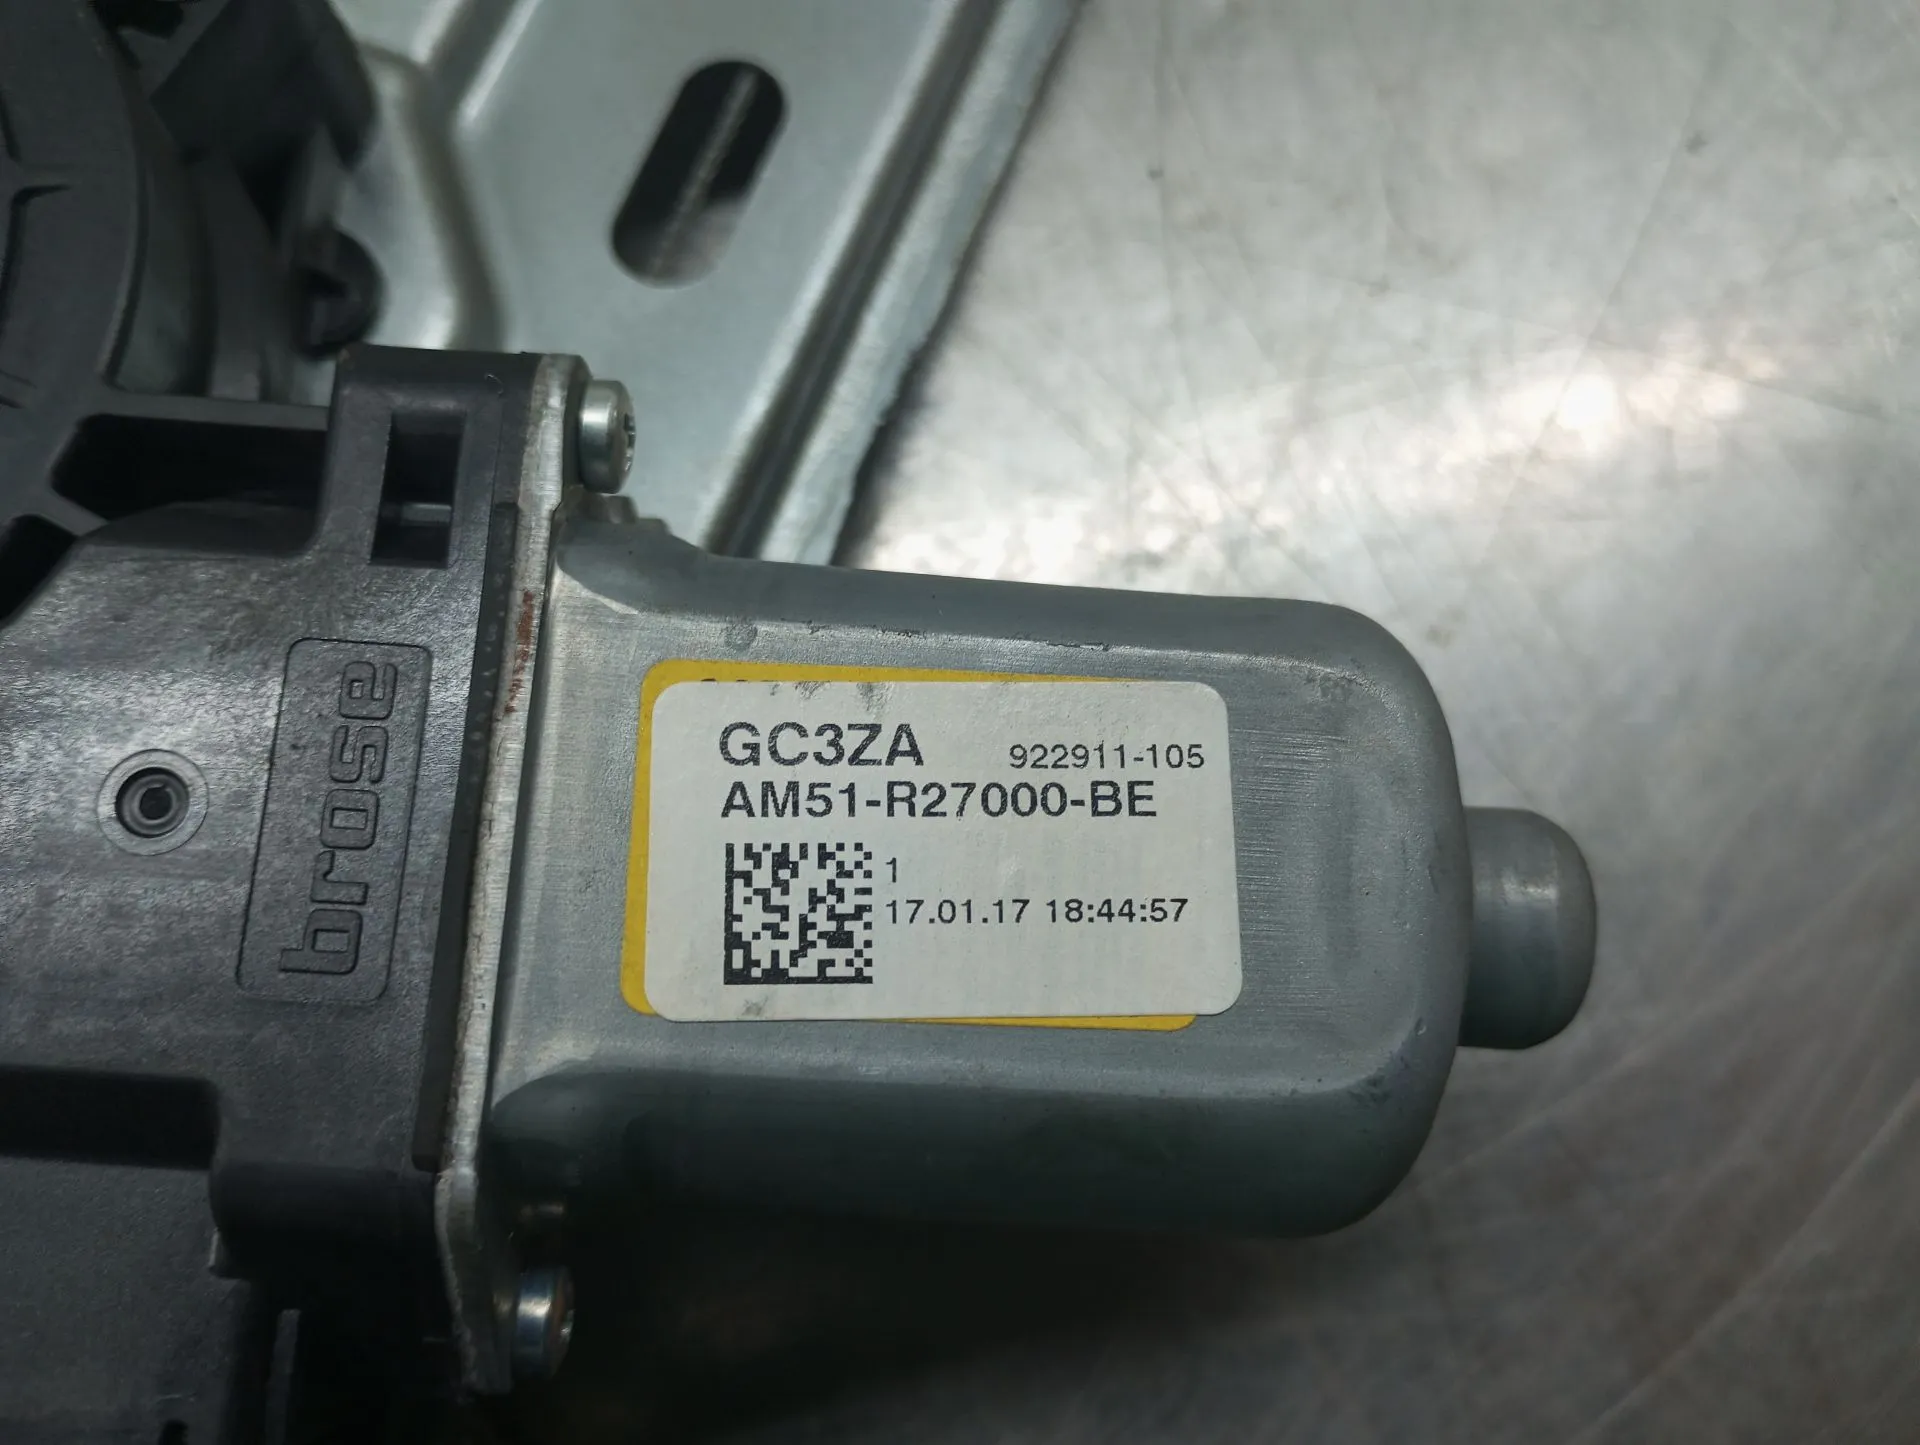 brose
GC3ZA 922911-105
AM51-R27000-BE
1
17.01.17 18:44:57